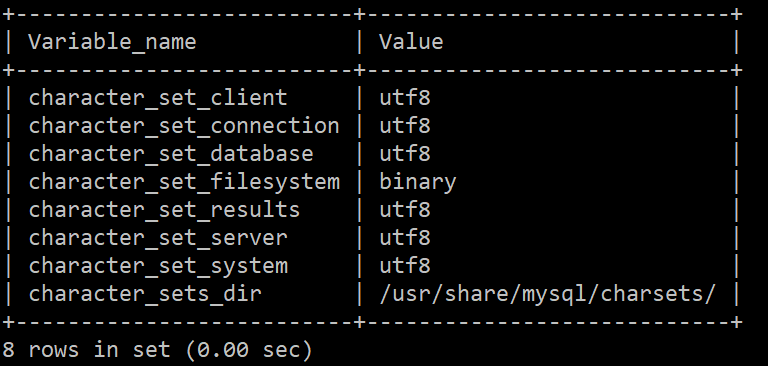 +--------------------------+----------------------------+
| Variable_name            | Value                      |
+--------------------------+----------------------------+
| character_set_client     | utf8                       |
| character_set_connection | utf8                       |
| character_set_database   | utf8                       |
| character_set_filesystem | binary                     |
| character_set_results    | utf8                       |
| character_set_server     | utf8                       |
| character_set_system     | utf8                       |
| character_sets_dir       | /usr/share/mysql/charsets/ |
+--------------------------+----------------------------+
8 rows in set (0.00 sec)